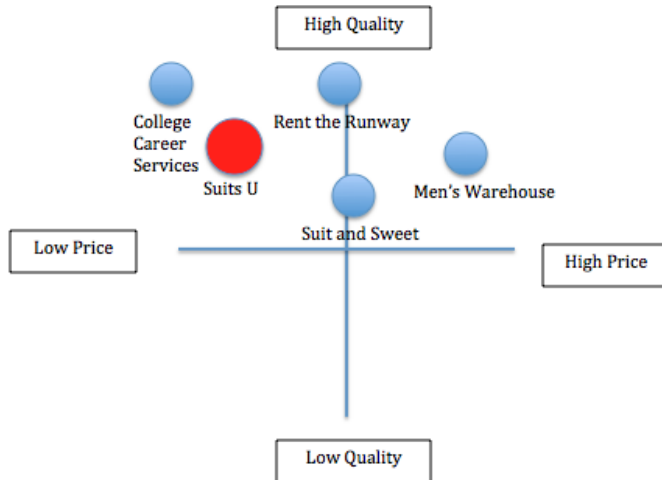 High Quality
College
Career
Services
Rent the Runway
Suits U
Men's Warehouse
Suit and Sweet
Low Price
High Price
Low Quality